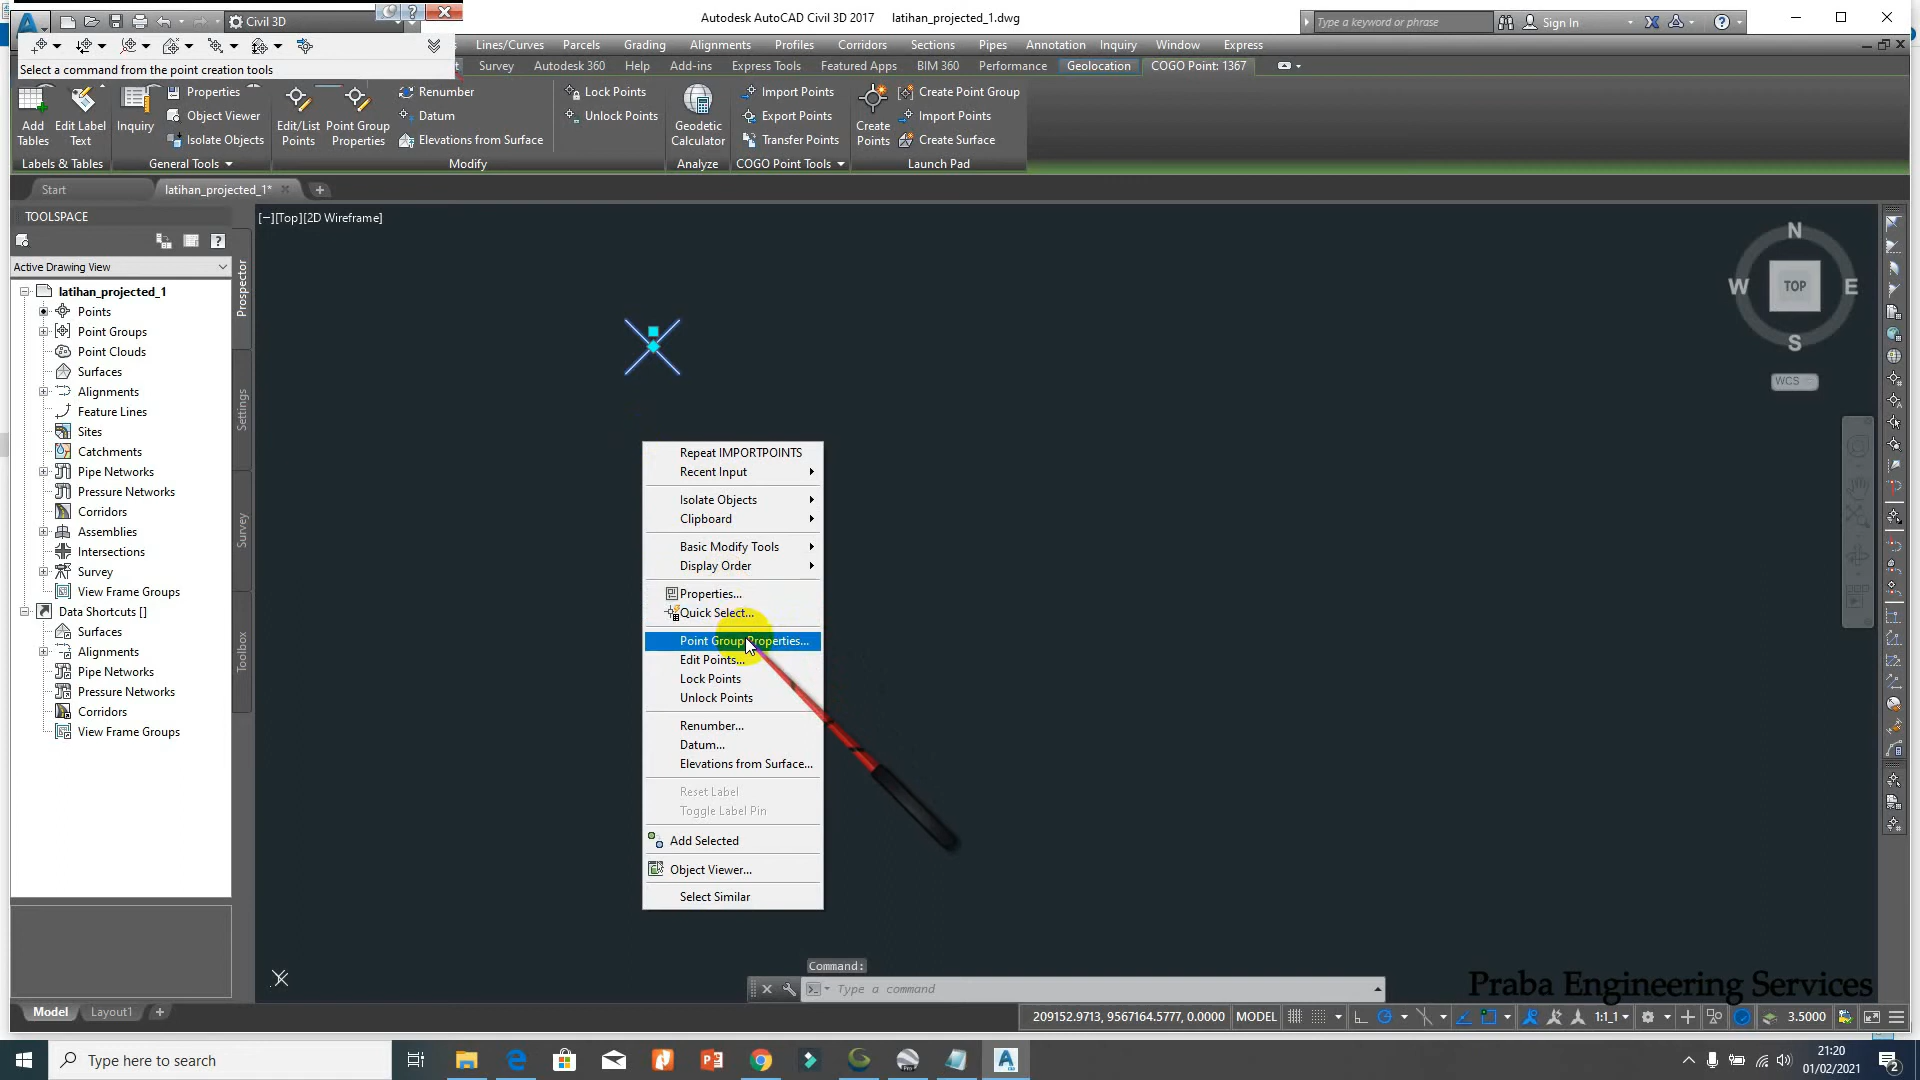 Civil 3D
Autodesk AutoCAD Civil 3D 2017 latihan_projected_1.dwg
Type a keyword or phrase
Sign In
Lines/Curves Parcels Grading Alignments Profiles Corridors Sections Pipes Annotation Inquiry Window Express
Select a command from the point creation tools
Survey Autodesk 360 Help Add-ins Express Tools Featured Apps BIM 360 Performance Geolocation COGO Point: 1367
Add Tables
Edit Label Text
Labels & Tables
Inquiry
Properties
Object Viewer
Isolate Objects
General Tools
Edit/List Points
Point Group Properties
Renumber
Datum
Elevations from Surface
Modify
Lock Points
Unlock Points
Geodetic Calculator
Analyze
Import Points
Export Points
Transfer Points
COGO Point Tools
Create Points
Create Point Group
Import Points
Create Surface
Launch Pad
Start latihan_projected_1*
TOOLSPACE
Active Drawing View
latihan_projected_1
Points
Point Groups
Point Clouds
Surfaces
Alignments
Feature Lines
Sites
Catchments
Pipe Networks
Pressure Networks
Corridors
Assemblies
Intersections
Survey
View Frame Groups
Data Shortcuts []
Surfaces
Alignments
Pipe Networks
Pressure Networks
Corridors
View Frame Groups
Prospector
Settings
Survey
Toolbox
[−][Top][2D Wireframe]
N
W TOP E
S
WCS
Repeat IMPORTPOINTS
Recent Input
Isolate Objects
Clipboard
Basic Modify Tools
Display Order
Properties...
Quick Select...
Point Group Properties...
Edit Points...
Lock Points
Unlock Points
Renumber...
Datum...
Elevations from Surface...
Reset Label
Toggle Label Pin
Add Selected
Object Viewer...
Select Similar
Command:
Type a command
Praba Engineering Services
Model Layout1
209152.9713, 9567164.5777, 0.0000 MODEL
1:1_1
3.5000
Type here to search
21:20
01/02/2021
2